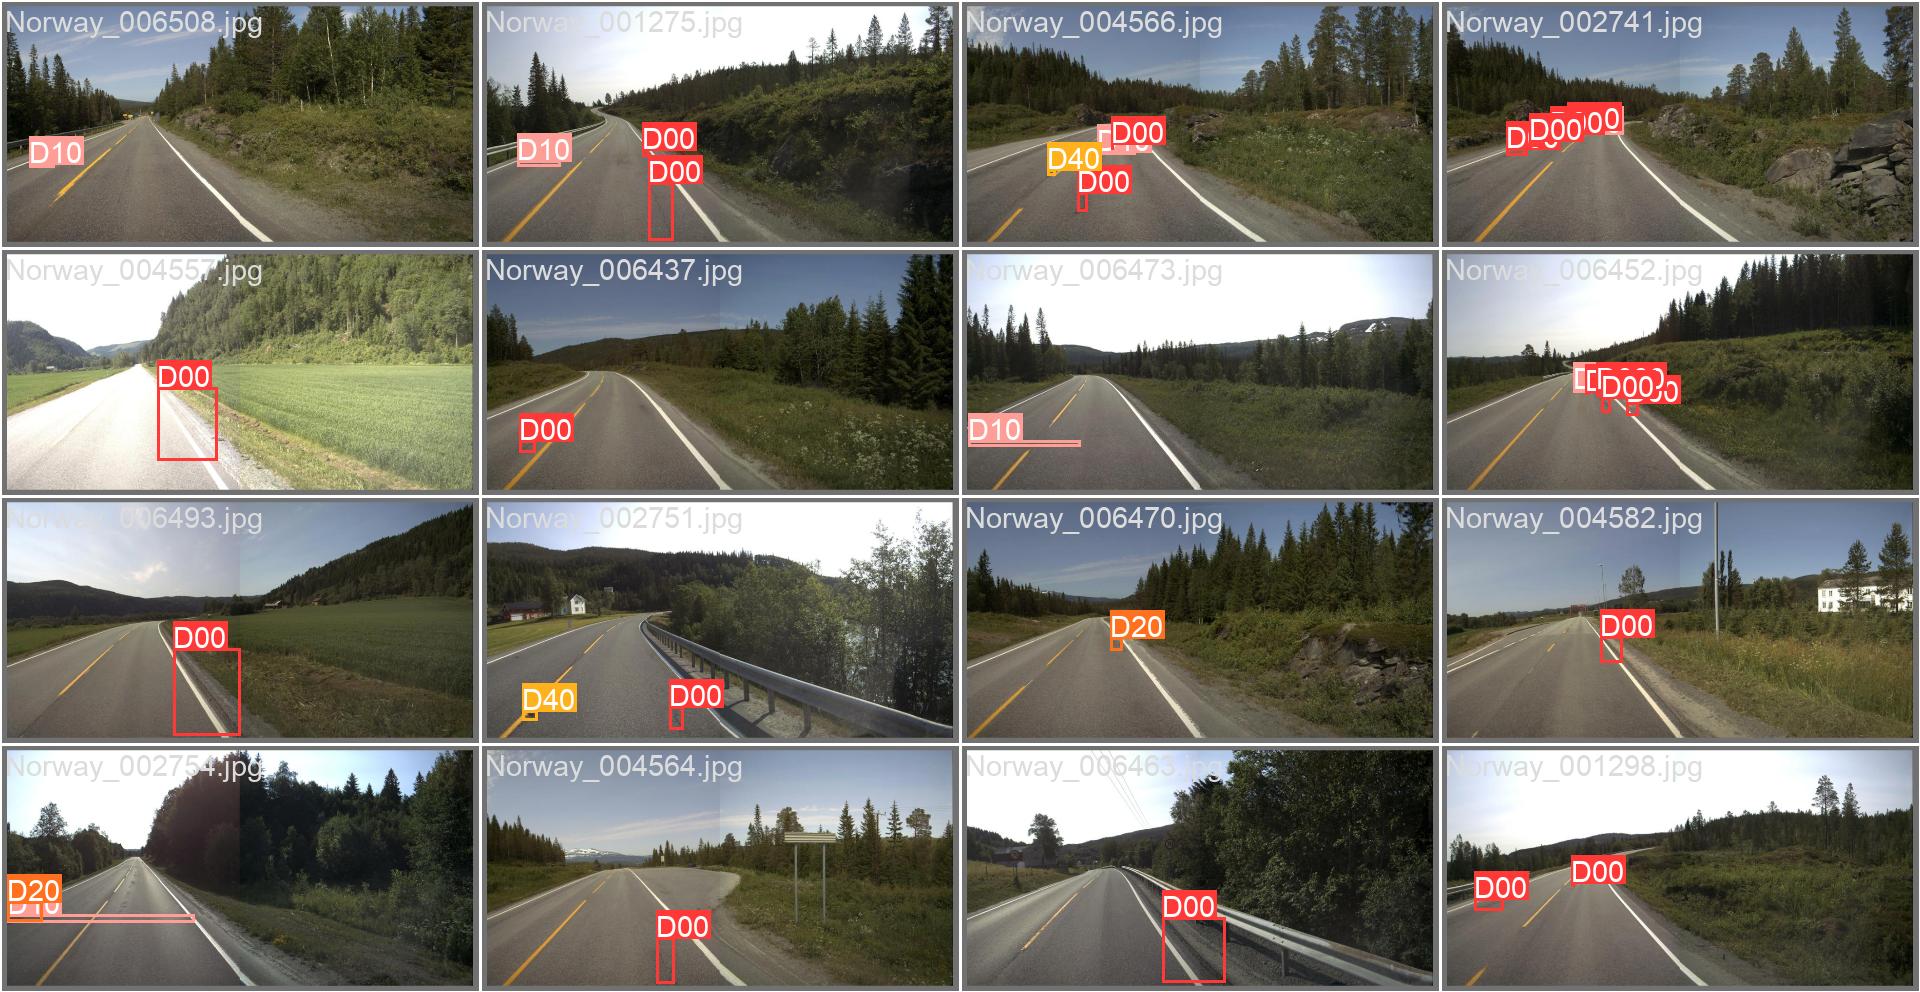 Norway_006508.jpg
D10
Norway_001275.jpg
D10
D00
D00
Norway_004566.jpg
D00
D40
D00
Norway_002741.jpg
D00
Norway_004557.jpg
D00
Norway_006437.jpg
D00
Norway_006473.jpg
D10
Norway_006452.jpg
D00
Norway_006493.jpg
D00
Norway_002751.jpg
D40
D00
Norway_006470.jpg
D20
Norway_004582.jpg
D00
Norway_002754.jpg
D20
D10
Norway_004564.jpg
D00
Norway_006463.jpg
D00
Norway_001298.jpg
D00
D00